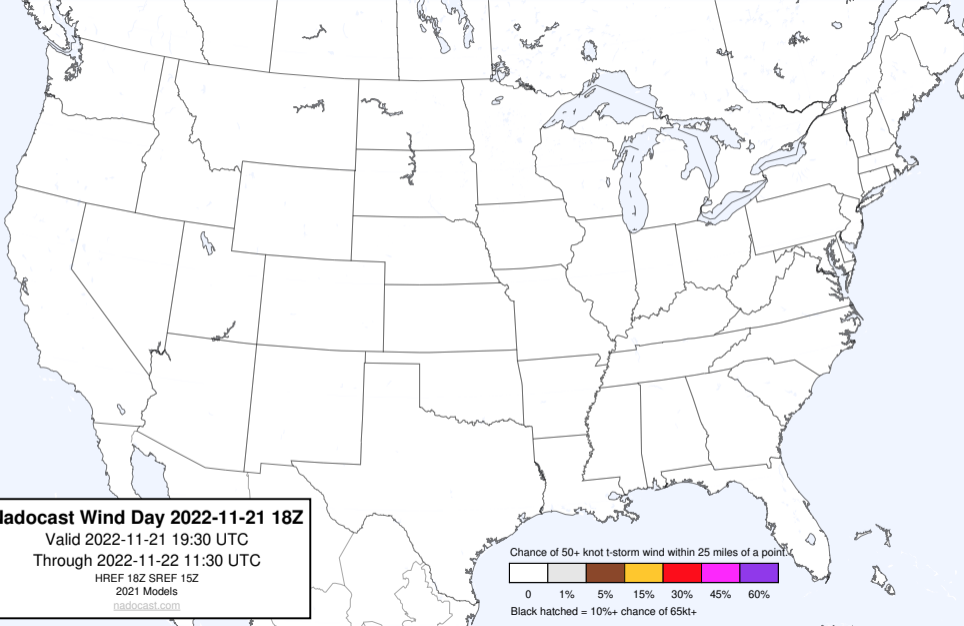 adocast Wind Day 2022-11-21 18Z
Valid 2022-11-21 19:30 UTC
Through 2022-11-22 11:30 UTC
HREF 18Z SREF 15Z
2021 Models
nadocast.com
Chance of 50+ knot t-storm wind within 25 miles of a point.
0 1% 5% 15% 30% 45% 60%
Black hatched = 10%+ chance of 65kt+